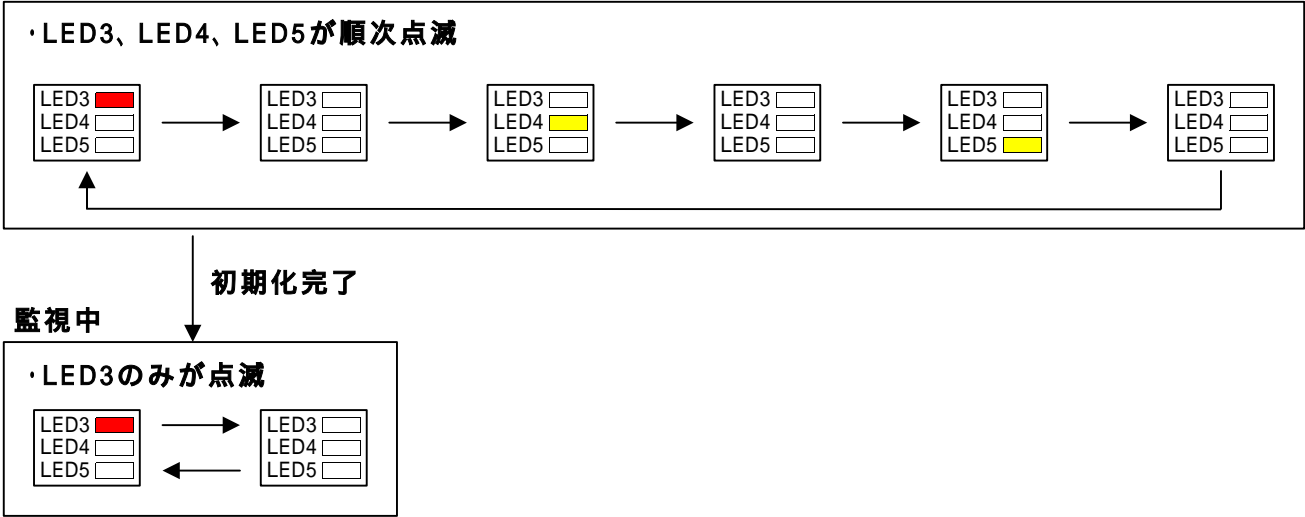 ・LED3、LED4、LED5が順次点滅
LED3 LED3 LED3 LED3 LED3 LED3
LED4 LED4 LED4 LED4 LED4 LED4
LED5 LED5 LED5 LED5 LED5 LED5
初期化完了
監視中
・LED3のみが点滅
LED3 LED3
LED4 LED4
LED5 LED5